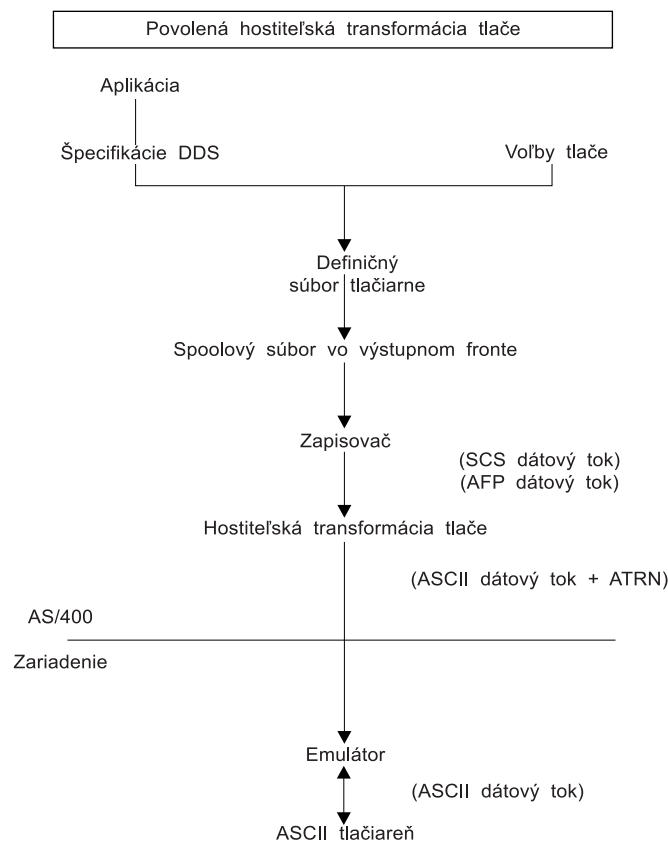 Povolená hostiteľská transformácia tlače
Aplikácia
Špecifikácie DDS
Voľby tlače
Definičný
súbor tlačiarne
Spoolový súbor vo výstupnom fronte
Zapisovač
(SCS dátový tok)
(AFP dátový tok)
Hostiteľská transformácia tlače
(ASCII dátový tok + ATRN)
AS/400
Zariadenie
Emulátor
(ASCII dátový tok)
ASCII tlačiareň